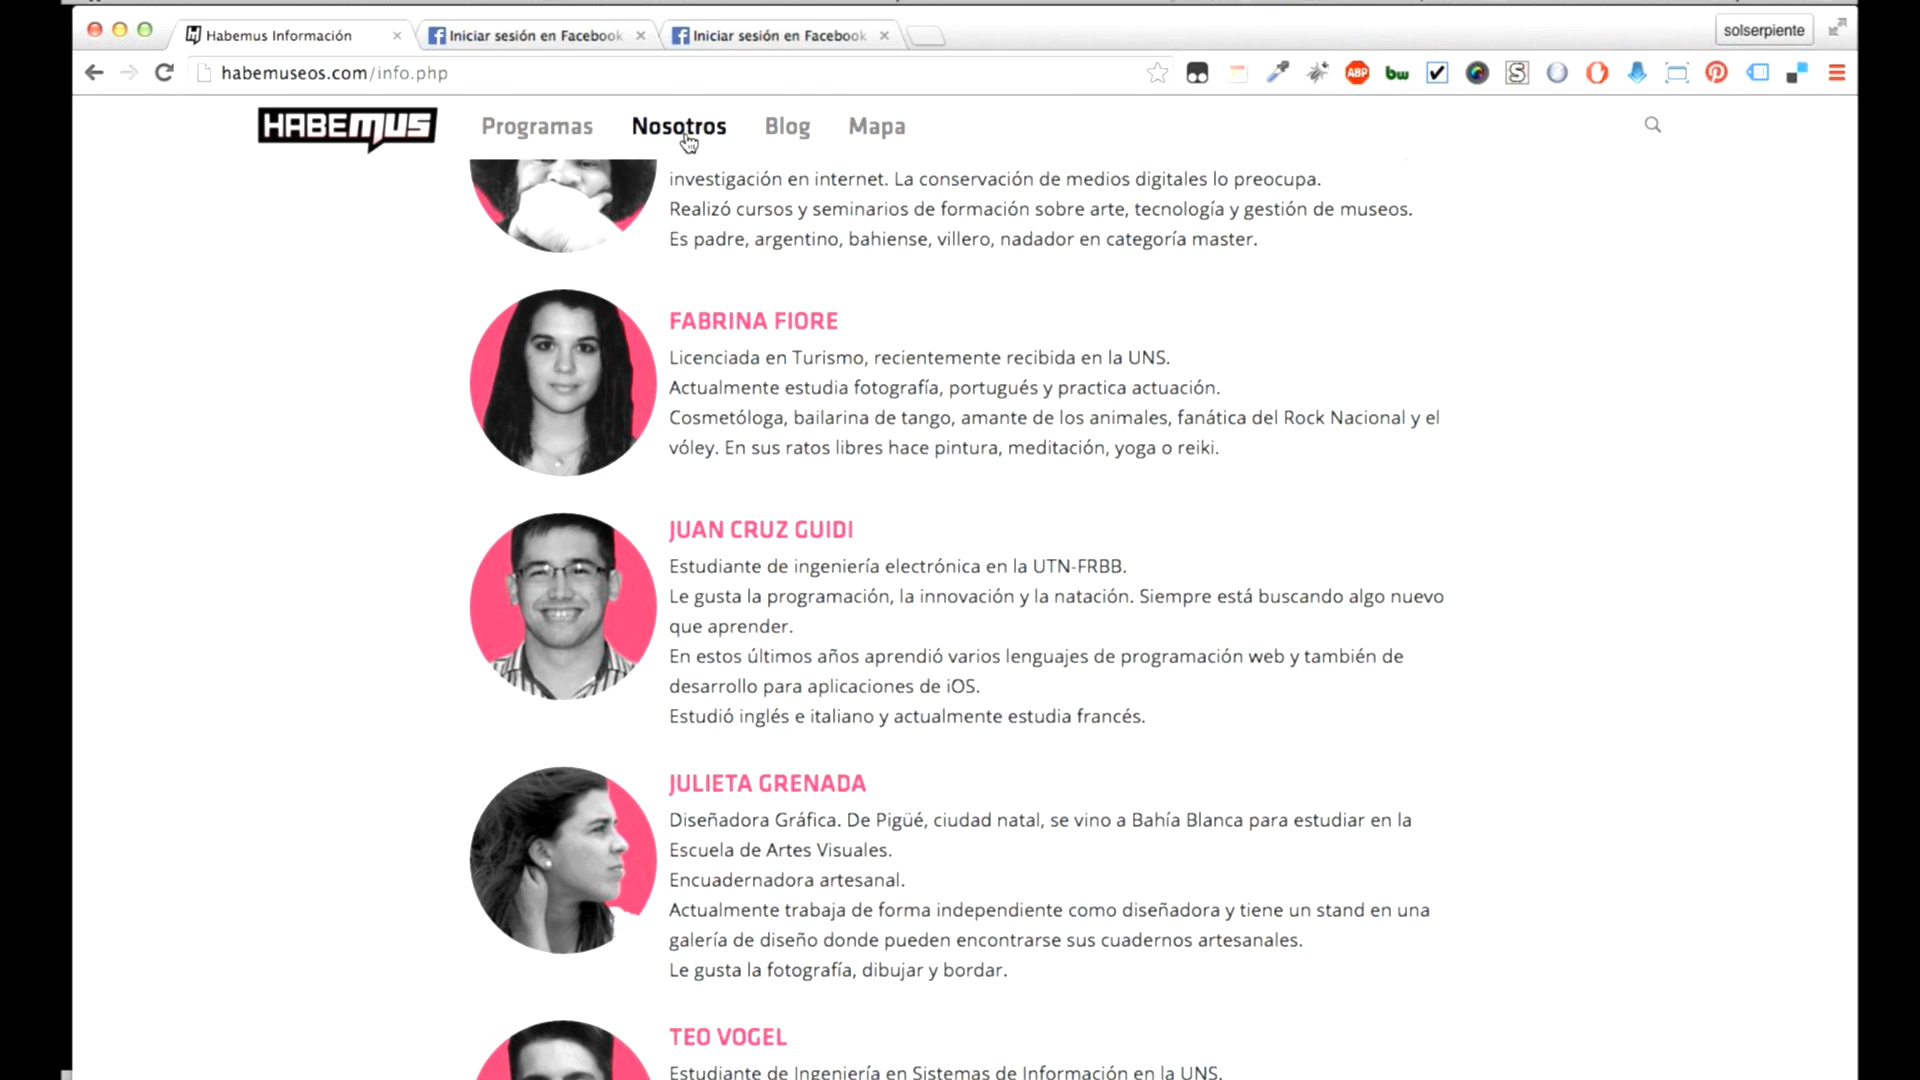 Habemus Información
Iniciar sesión en Facebook
Iniciar sesión en Facebook
solserpiente
habemuseos.com/info.php
ABP
bw
S
HABEMUS
Programas
Nosotros
Blog
Mapa
investigación en internet. La conservación de medios digitales lo preocupa.
Realizó cursos y seminarios de formación sobre arte, tecnología y gestión de museos.
Es padre, argentino, bahiense, villero, nadador en categoría master.
FABRINA FIORE
Licenciada en Turismo, recientemente recibida en la UNS.
Actualmente estudia fotografía, portugués y practica actuación.
Cosmetóloga, bailarina de tango, amante de los animales, fanática del Rock Nacional y el
vóley. En sus ratos libres hace pintura, meditación, yoga o reiki.
JUAN CRUZ GUIDI
Estudiante de ingeniería electrónica en la UTN-FRBB.
Le gusta la programación, la innovación y la natación. Siempre está buscando algo nuevo
que aprender.
En estos últimos años aprendió varios lenguajes de programación web y también de
desarrollo para aplicaciones de iOS.
Estudió inglés e italiano y actualmente estudia francés.
JULIETA GRENADA
Diseñadora Gráfica. De Pigüé, ciudad natal, se vino a Bahía Blanca para estudiar en la
Escuela de Artes Visuales.
Encuadernadora artesanal.
Actualmente trabaja de forma independiente como diseñadora y tiene un stand en una
galería de diseño donde pueden encontrarse sus cuadernos artesanales.
Le gusta la fotografía, dibujar y bordar.
TEO VOGEL
Estudiante de Ingeniería en Sistemas de Información en la UNS.